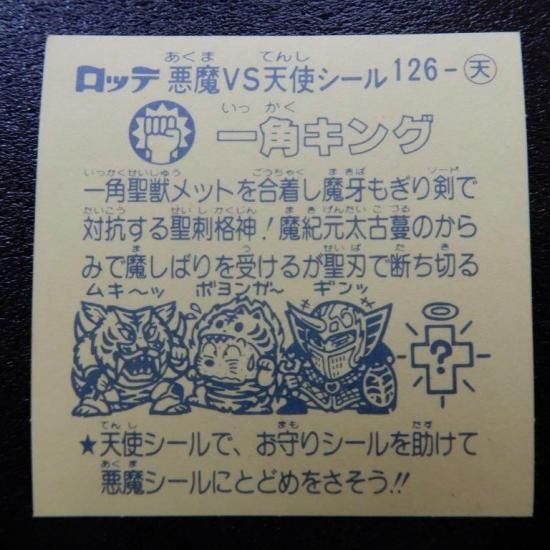 ロッテ 悪魔VS天使シール 126-天
一角キング
一角聖獣メットを合着し魔牙もぎり剣で
対抗する聖刺格神！魔紀元太古蔓のから
みで魔しばりを受けるが聖刃で断ち切る
ムキ〜ッ ボヨンガ〜 ギンッ
?
★天使シールで、お守りシールを助けて
悪魔シールにとどめをさそう!!